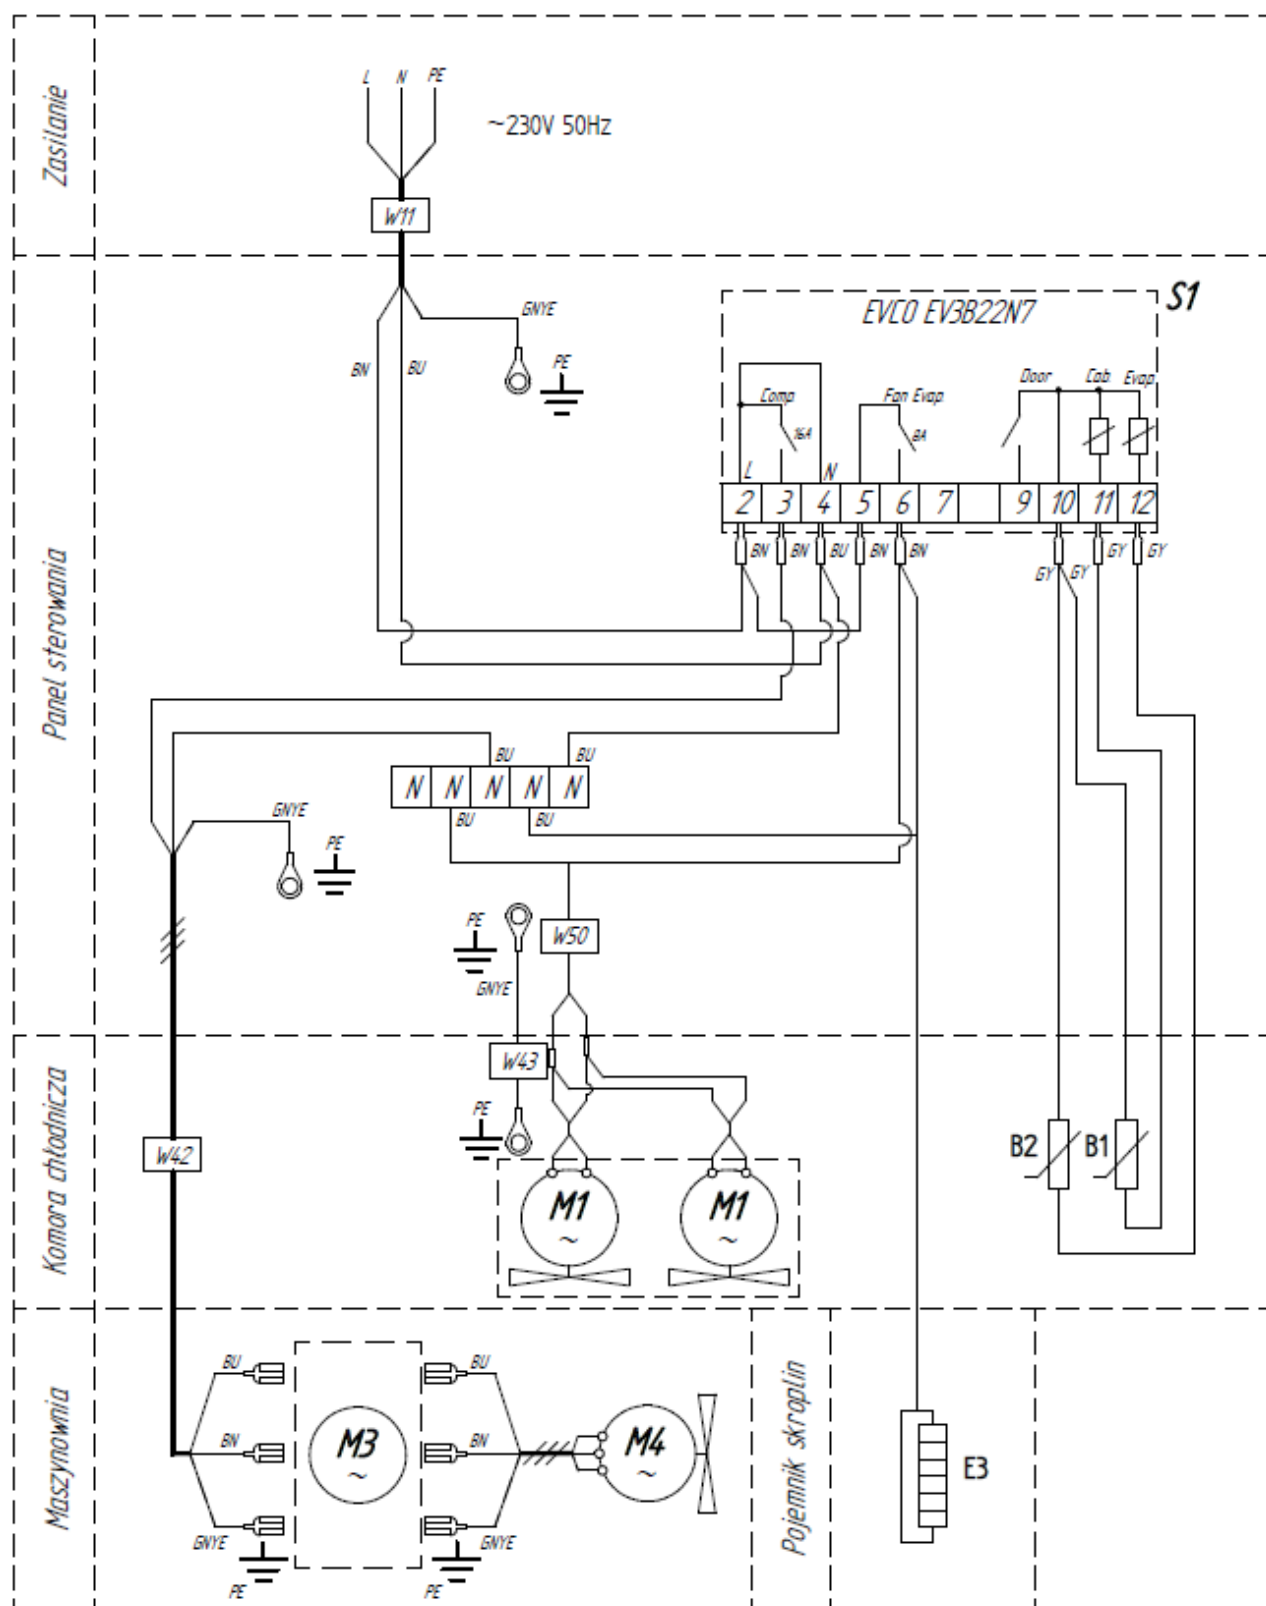 Zasilanie
L N PE
~230V 50Hz
W11
Panel sterowania
GNYE
BN BU PE
S1
EVCO EV3B22N7
Door Cab. Evap.
Comp Fan Evap.
16A 8A
L N
2 3 4 5 6 7 9 10 11 12
BN BN BU BN BN GY GY GY GY
BU BU
N N N N N
BU BU
GNYE
PE
PE
W50
GNYE
Komora chłodnicza
W43
PE
W42
B2 B1
M1 M1
~ ~
Maszynownia
BU BU
BN M3 BN M4
~ ~
GNYE GNYE
PE PE
Pojemnik skroplin
E3